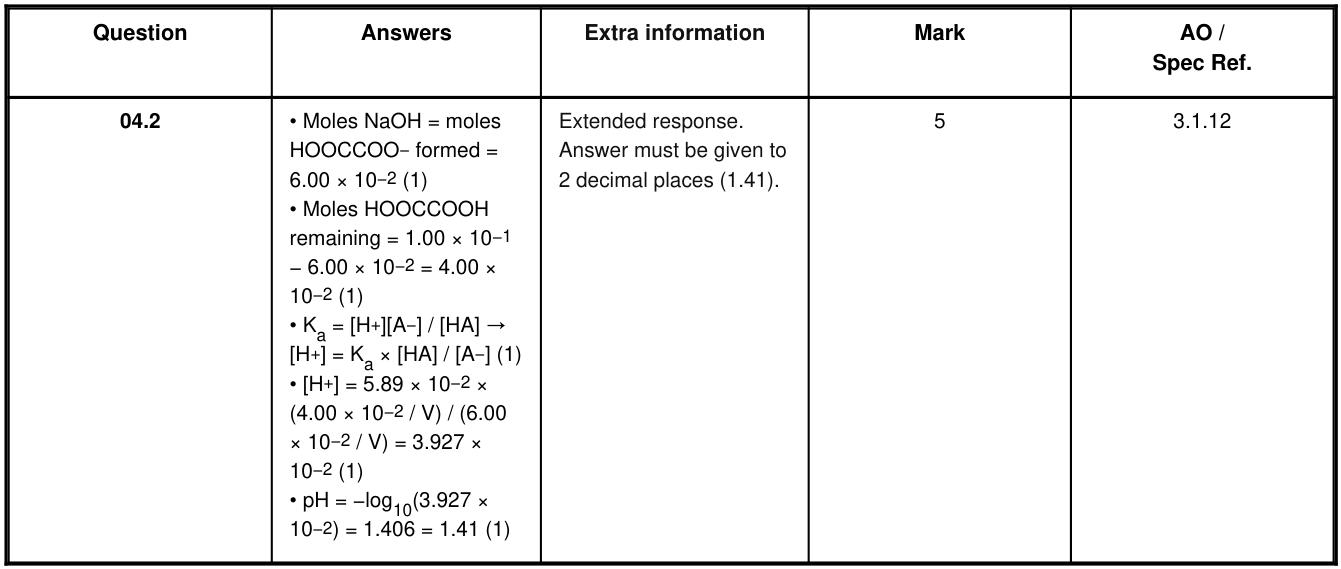 Question Answers Extra information Mark AO /
Spec Ref.
04.2
• Moles NaOH = moles
HOOCCOO− formed =
6.00 × 10−2 (1)
• Moles HOOCCOOH
remaining = 1.00 × 10−1
− 6.00 × 10−2 = 4.00 ×
10−2 (1)
• Ka = [H+][A−] / [HA] →
[H+] = Ka × [HA] / [A−] (1)
• [H+] = 5.89 × 10−2 ×
(4.00 × 10−2 / V) / (6.00
× 10−2 / V) = 3.927 ×
10−2 (1)
• pH = −log10(3.927 ×
10−2) = 1.406 = 1.41 (1)
Extended response.
Answer must be given to
2 decimal places (1.41).
5
3.1.12